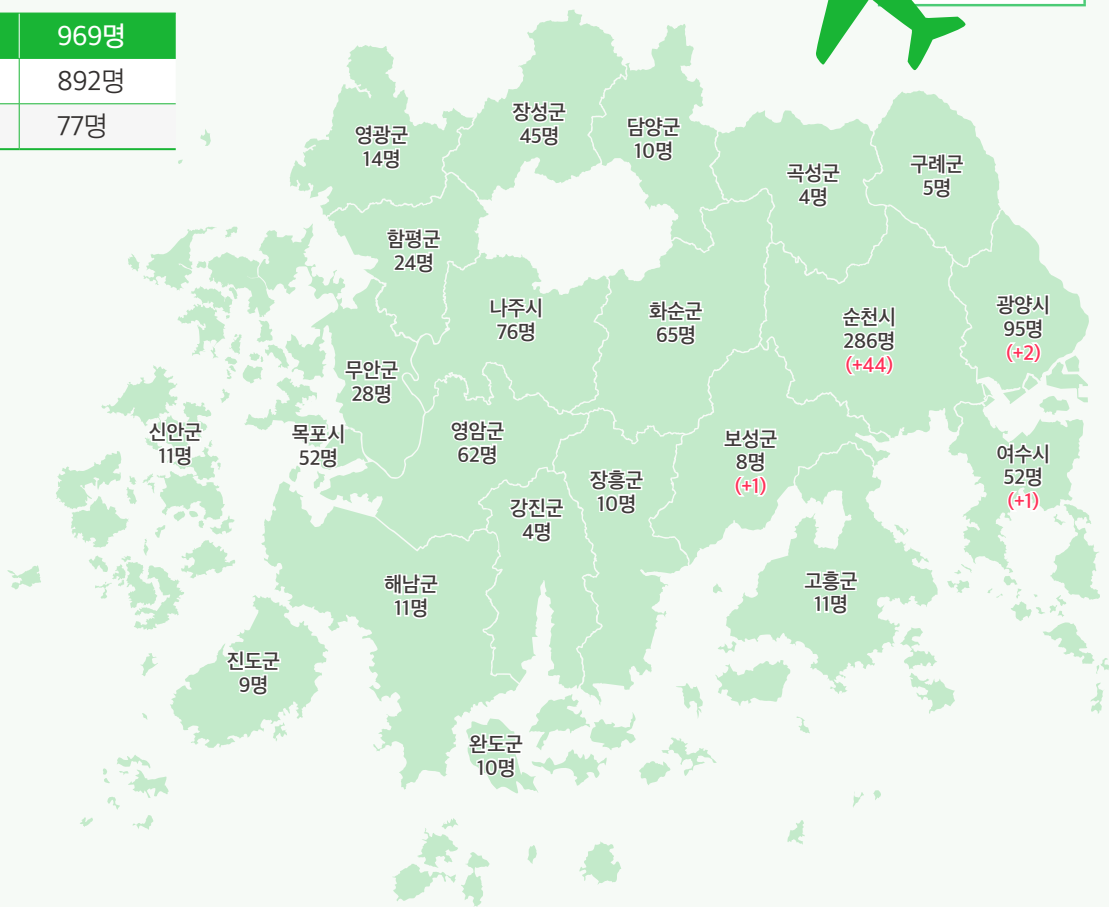 969명
892명
77명
장성군
45명
담양군
10명
영광군
14명
곡성군
4명
구례군
5명
함평군
24명
나주시
76명
화순군
65명
순천시
286명
(+44)
광양시
95명
(+2)
무안군
28명
신안군
11명
목포시
52명
영암군
62명
보성군
8명
(+1)
여수시
52명
(+1)
장흥군
10명
강진군
4명
해남군
11명
고흥군
11명
진도군
9명
완도군
10명